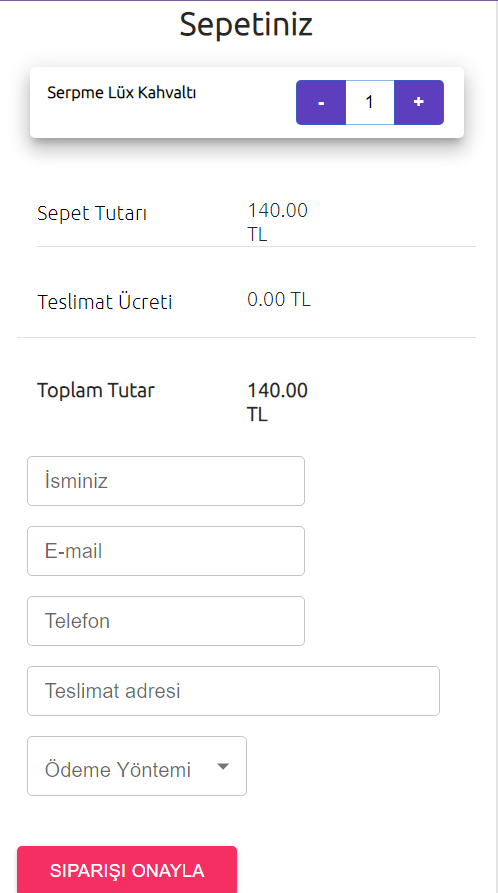 Sepetiniz
Serpme Lüx Kahvaltı
- 1 +
Sepet Tutarı 140.00
TL
Teslimat Ücreti 0.00 TL
Toplam Tutar 140.00
TL
İsminiz
E-mail
Telefon
Teslimat adresi
Ödeme Yöntemi
SIPARIŞI ONAYLA